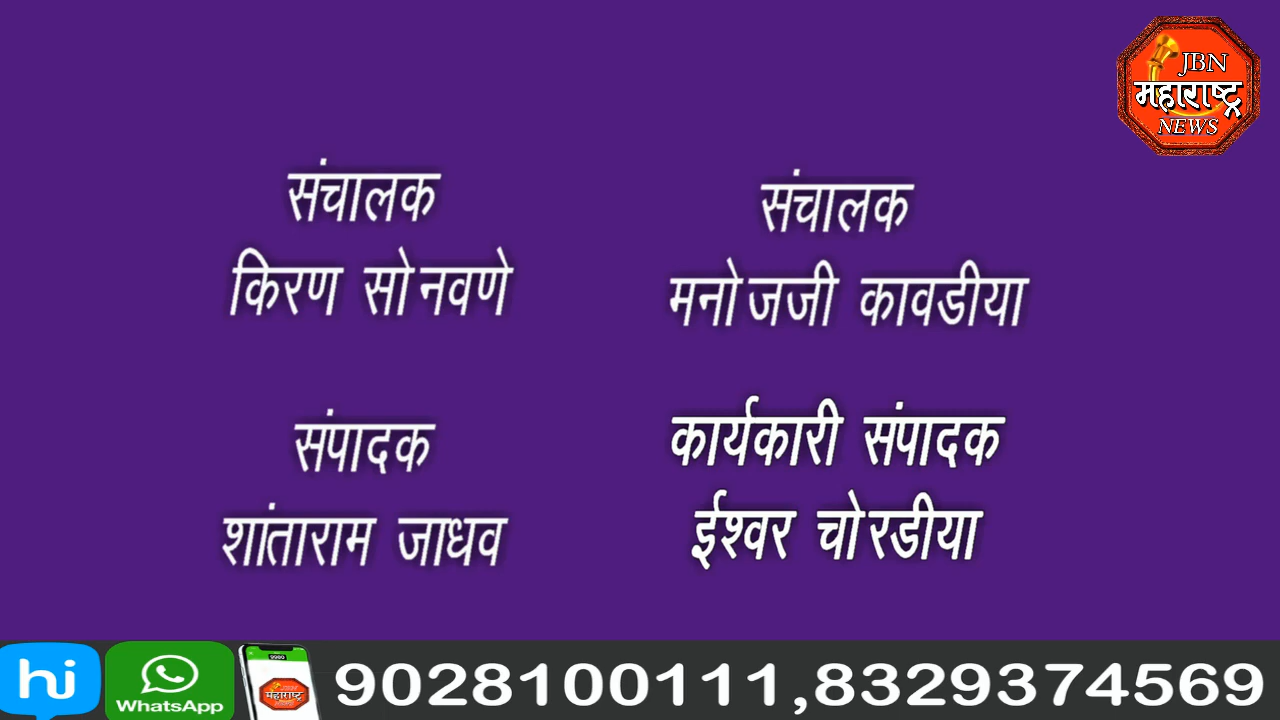 JBN
महाराष्ट्र
NEWS
संचालक
किरण सोनवणे
संचालक
मनोजजी कावडीया
संपादक
शांताराम जाधव
कार्यकारी संपादक
ईश्वर चोरडीया
hi
WhatsApp
महाराष्ट्र
9028100111,8329374569